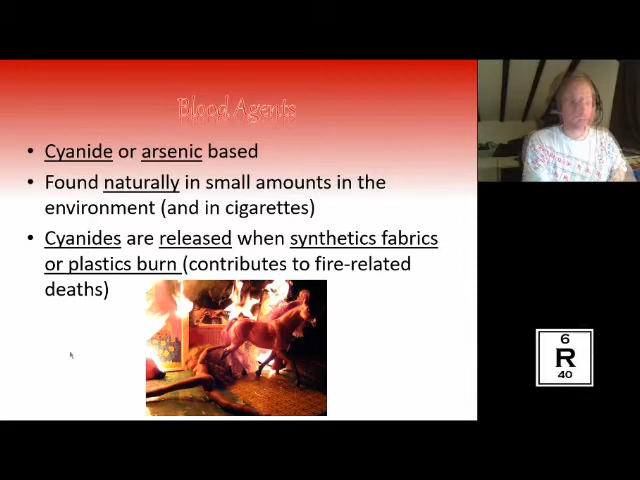 Blood Agents
• Cyanide or arsenic based
• Found naturally in small amounts in the
environment (and in cigarettes)
• Cyanides are released when synthetics fabrics
or plastics burn (contributes to fire-related
deaths)
6
R
40